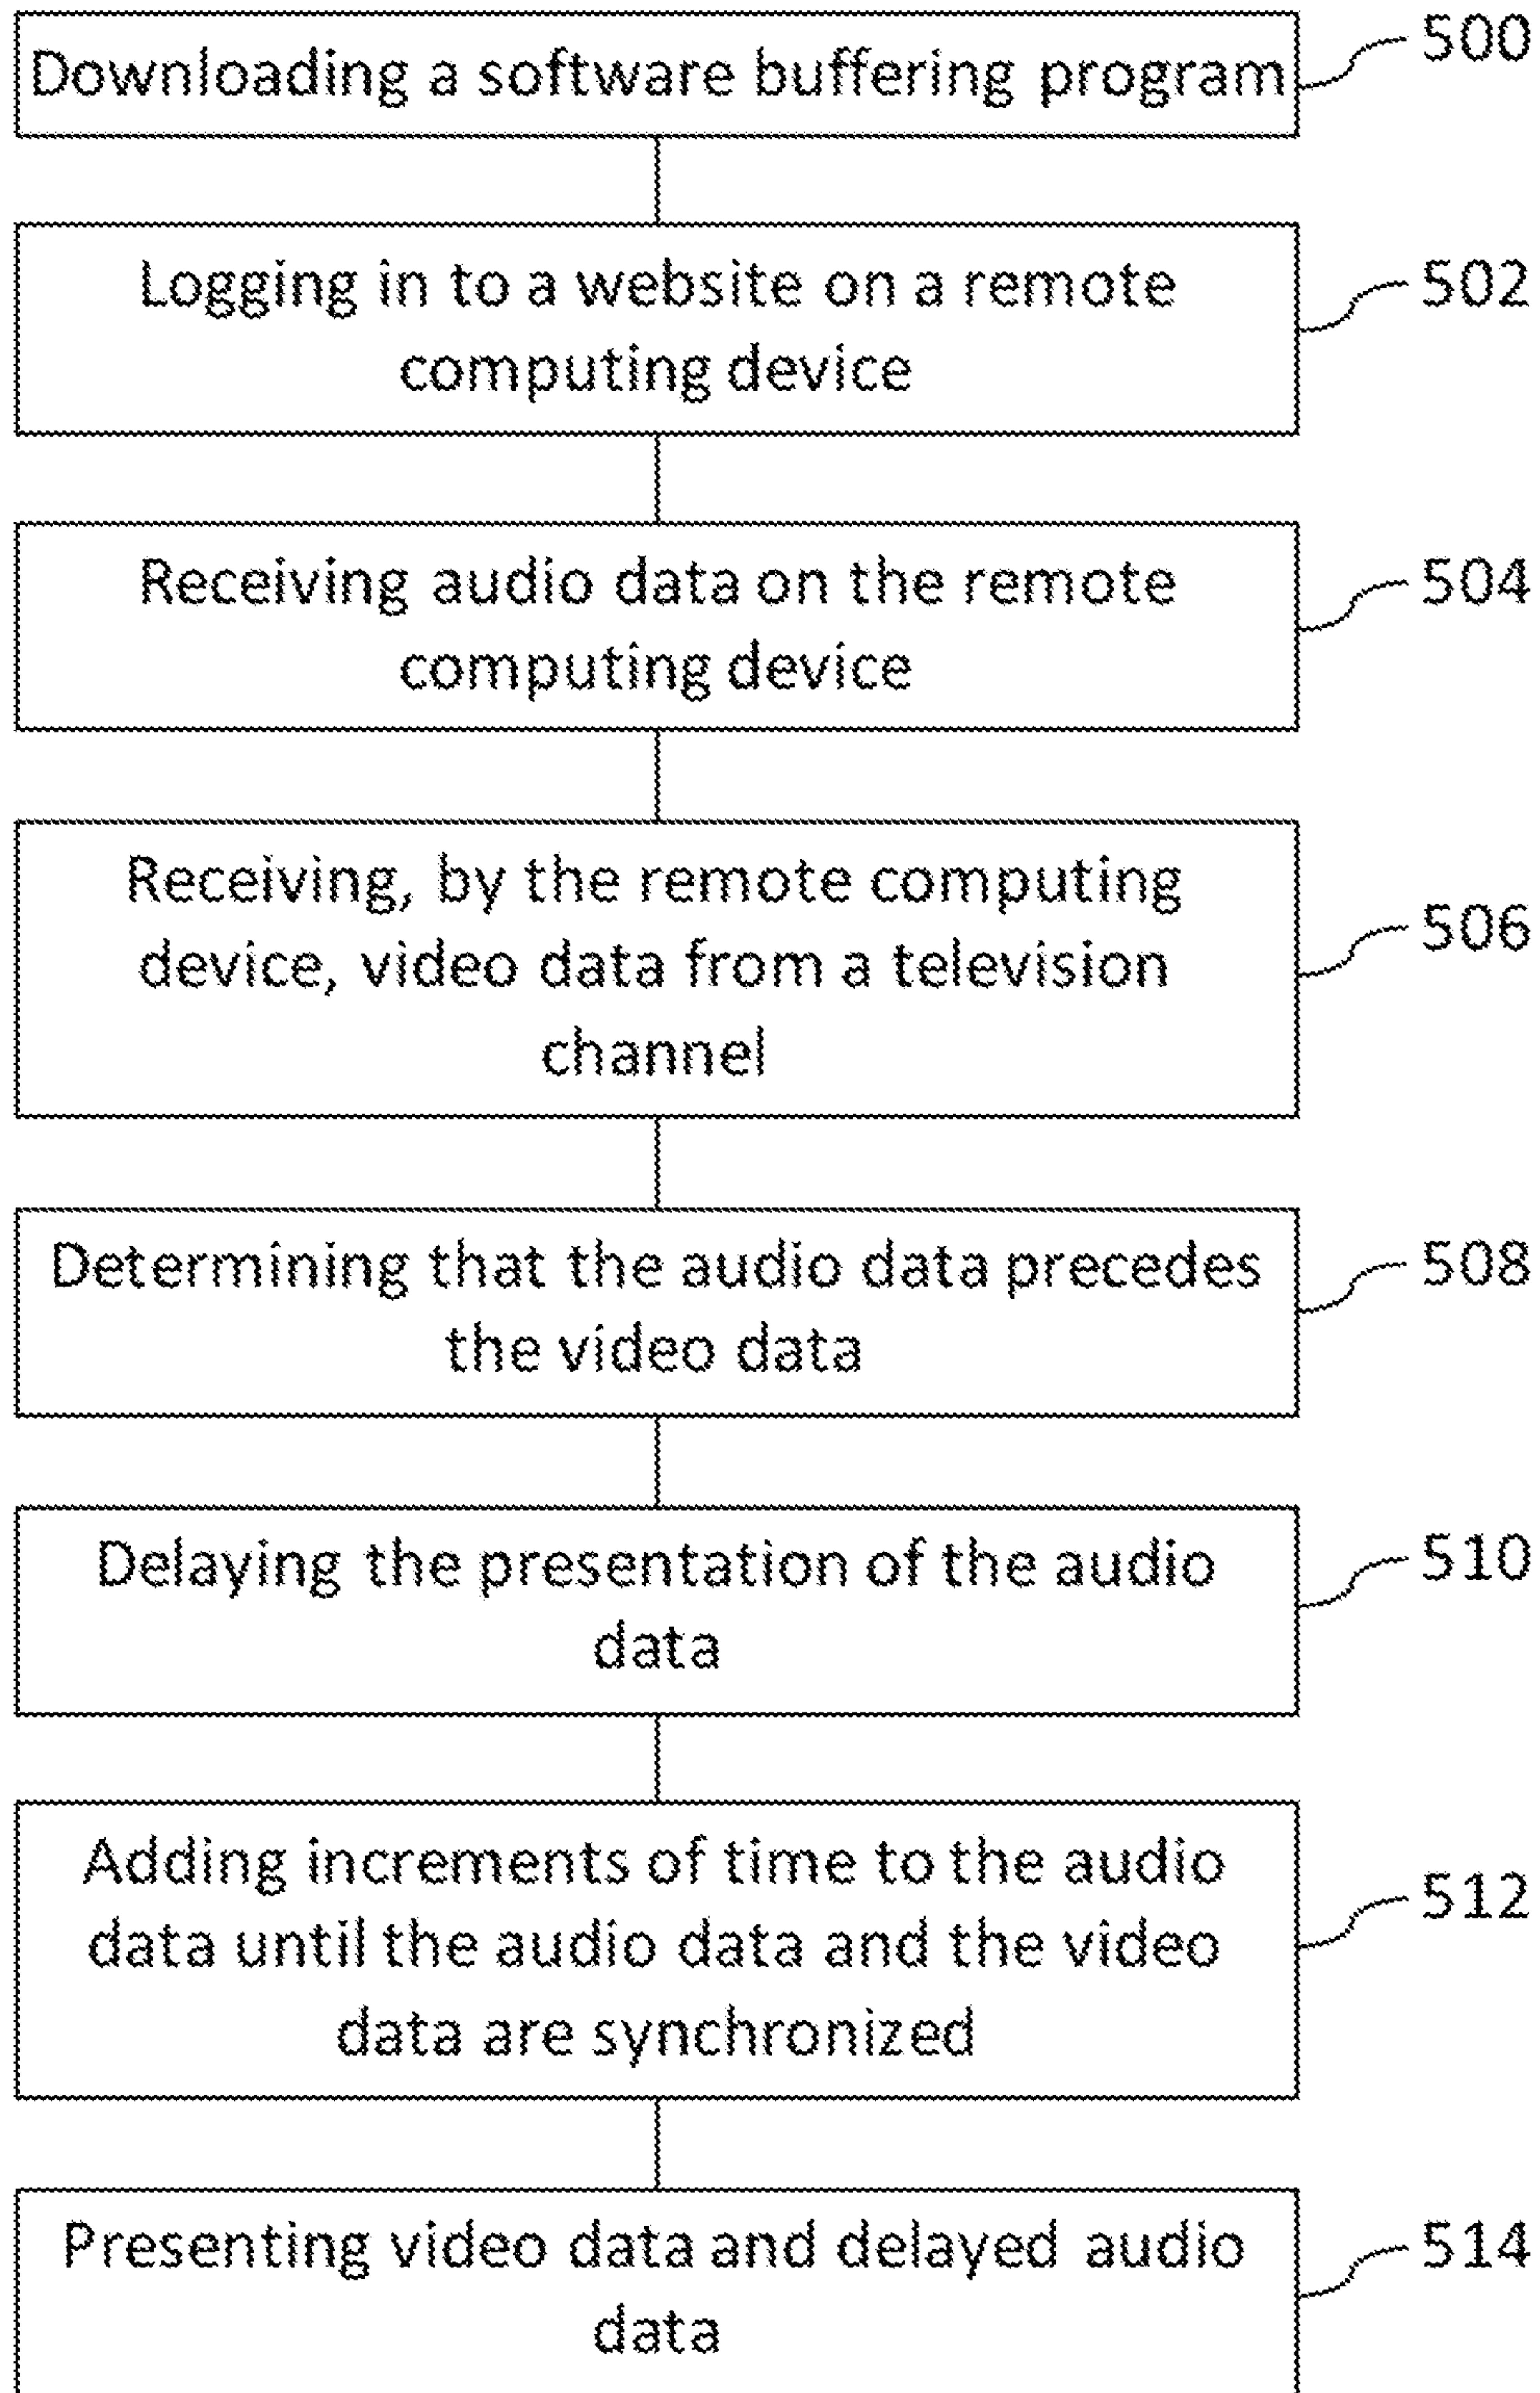 Downloading a software buffering program
500
Logging in to a website on a remote
computing device
502
Receiving audio data on the remote
computing device
504
Receiving, by the remote computing
device, video data from a television
channel
506
Determining that the audio data precedes
the video data
508
Delaying the presentation of the audio
data
510
Adding increments of time to the audio
data until the audio data and the video
data are synchronized
512
Presenting video data and delayed audio
data
514